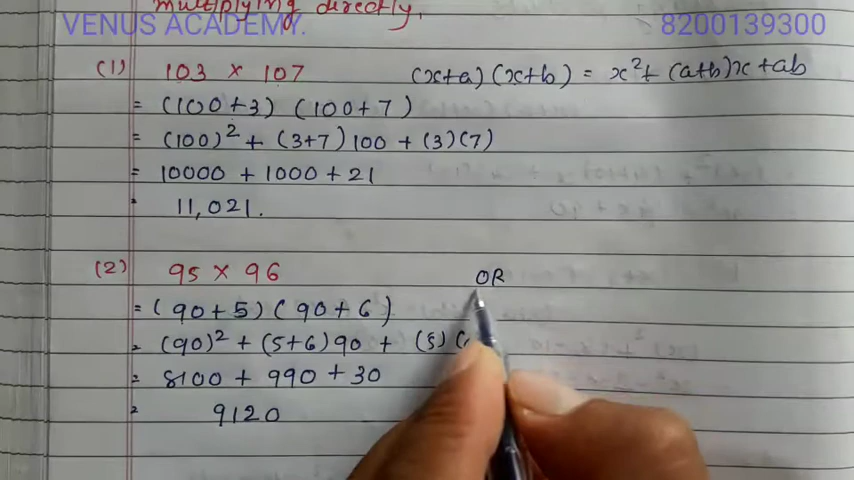 multiplying directly.
VENUS ACADEMY. 8200139300
(1) 103 × 107 (x+a) (x+b) = x² + (a+b)x + ab
= (100+3) (100+7)
= (100)² + (3+7) 100 + (3)(7)
= 10000 + 1000 + 21
= 11,021.
(2) 95 × 96 OR
= (90+5) (90+6)
= (90)² + (5+6) 90 + (5) (
= 8100 + 990 + 30
= 9120